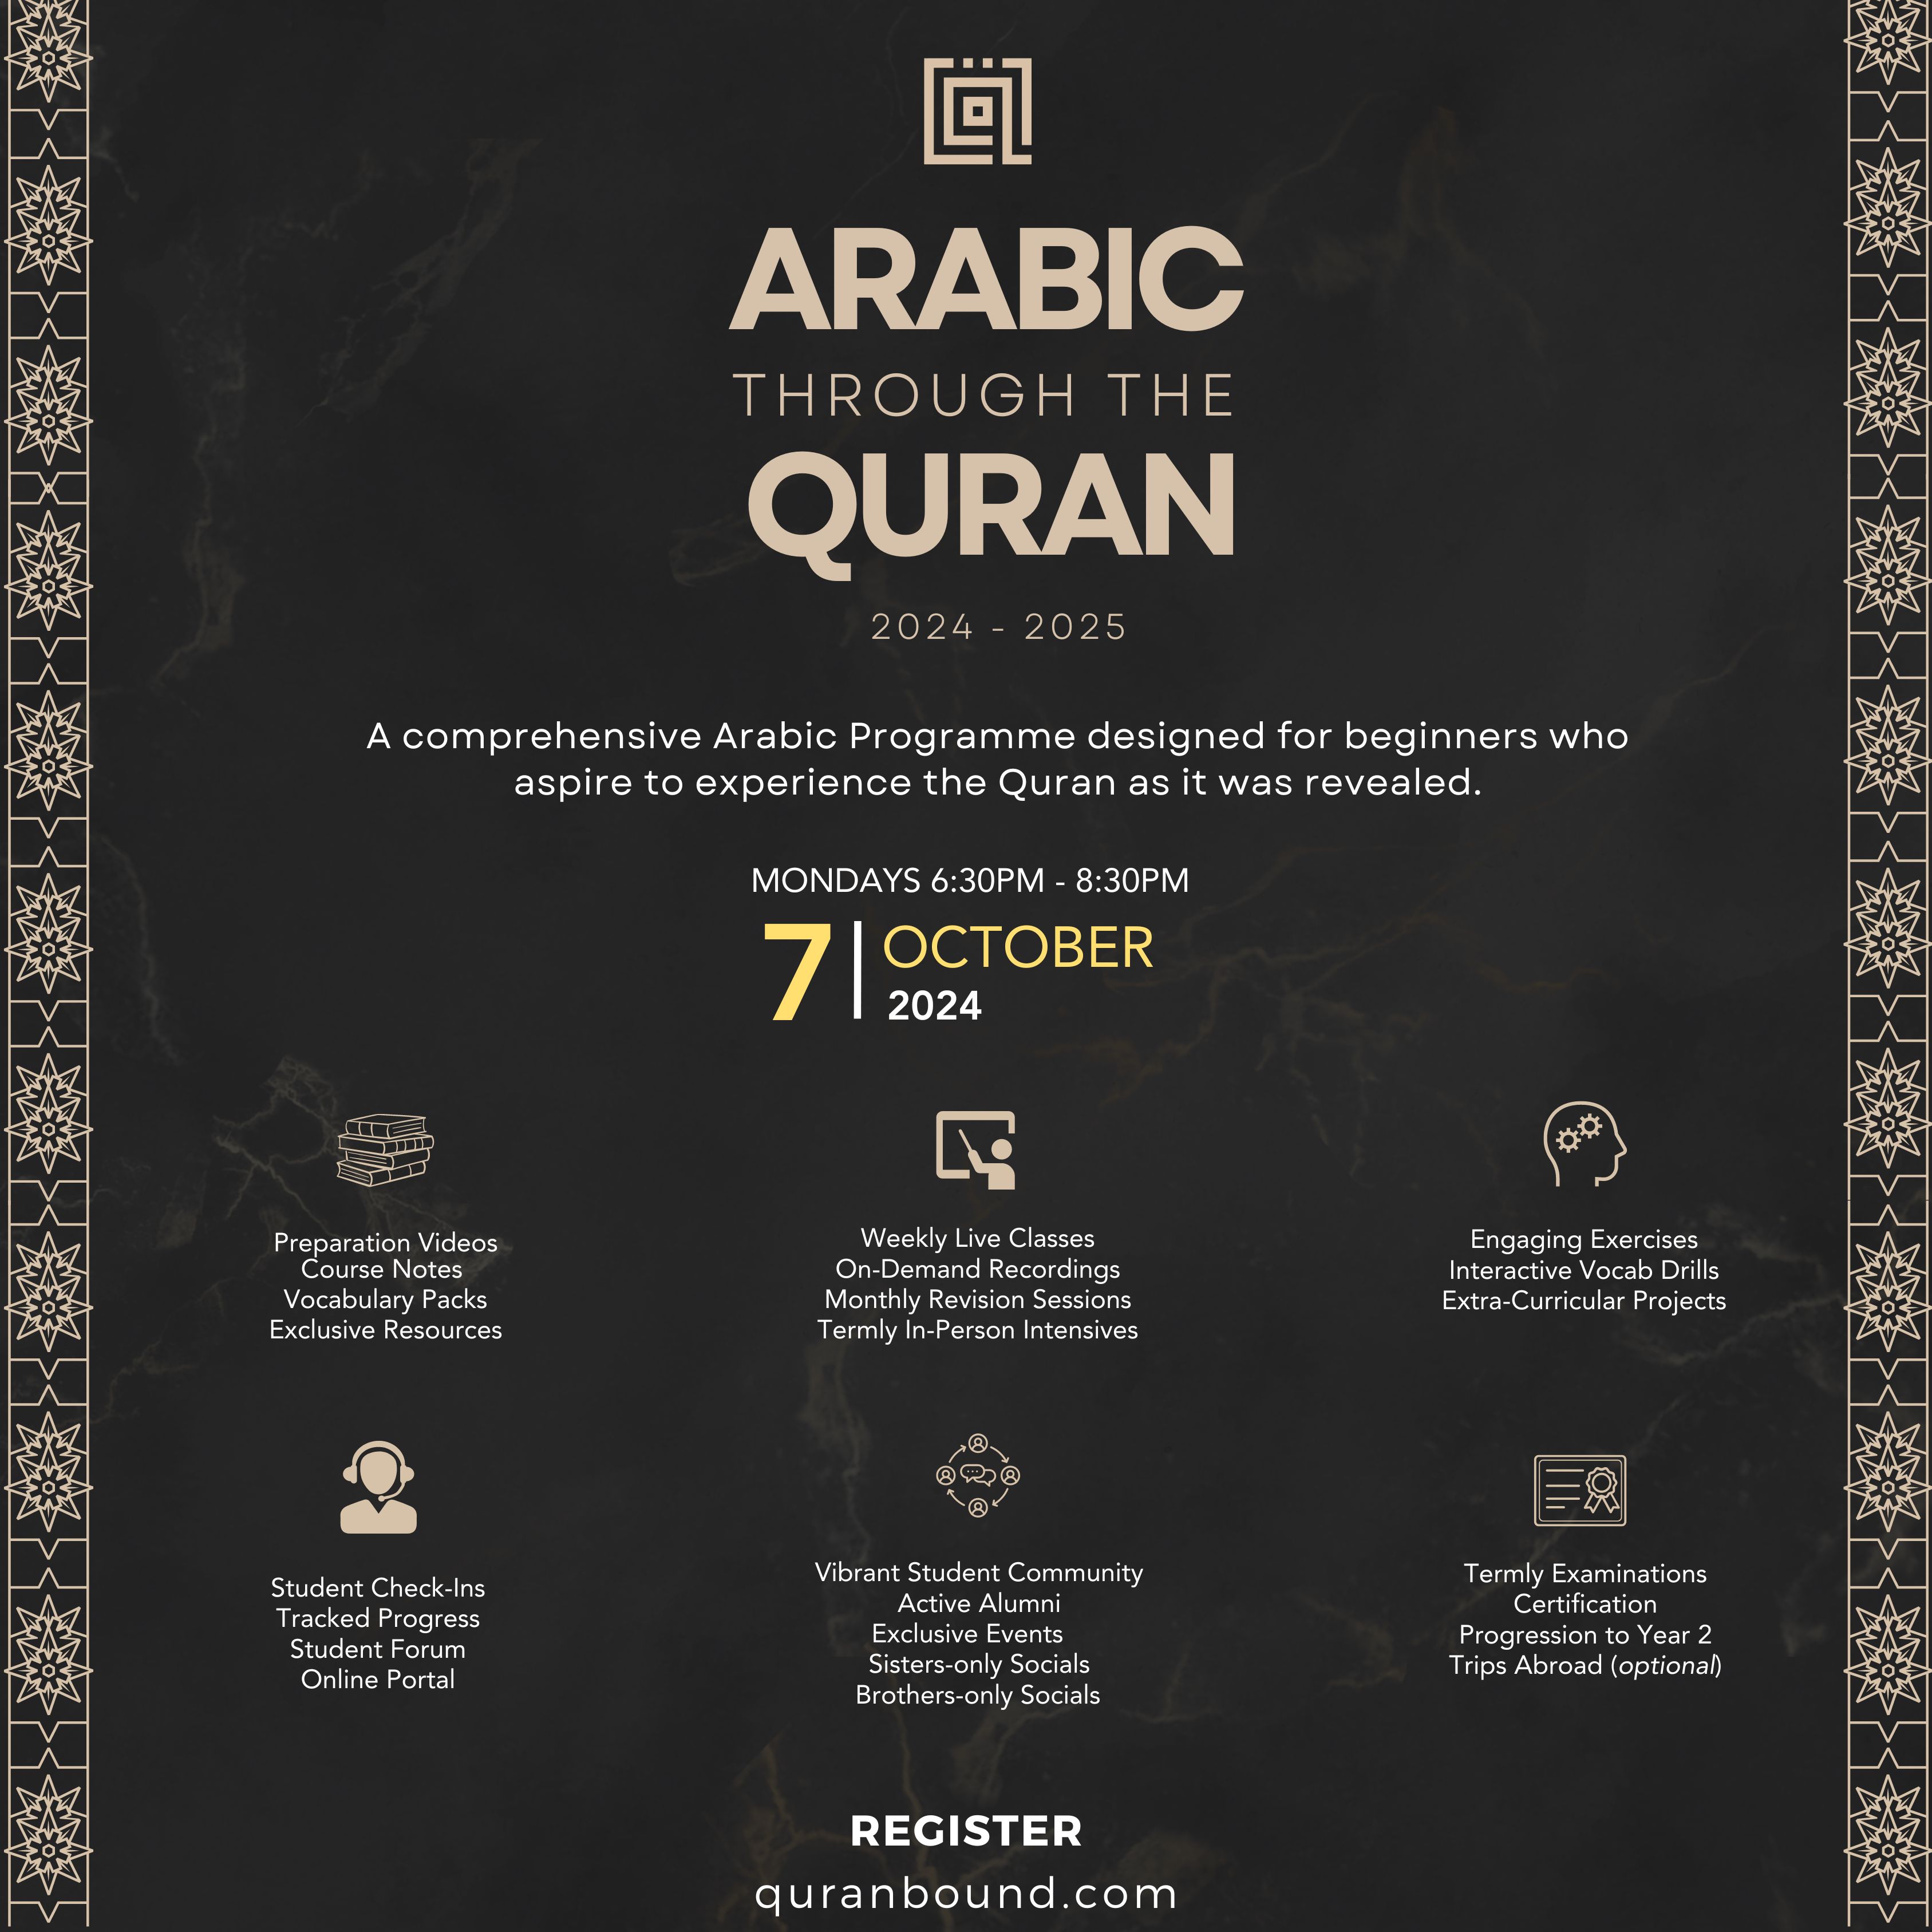 ARABIC
THROUGH THE
QURAN
2024 - 2025
A comprehensive Arabic Programme designed for beginners who
aspire to experience the Quran as it was revealed.
MONDAYS 6:30PM - 8:30PM
7
OCTOBER
2024
Preparation Videos
Course Notes
Vocabulary Packs
Exclusive Resources
Weekly Live Classes
On-Demand Recordings
Monthly Revision Sessions
Termly In-Person Intensives
Engaging Exercises
Interactive Vocab Drills
Extra-Curricular Projects
Student Check-Ins
Tracked Progress
Student Forum
Online Portal
Vibrant Student Community
Active Alumni
Exclusive Events
Sisters-only Socials
Brothers-only Socials
Termly Examinations
Certification
Progression to Year 2
Trips Abroad (optional)
REGISTER
quranbound.com